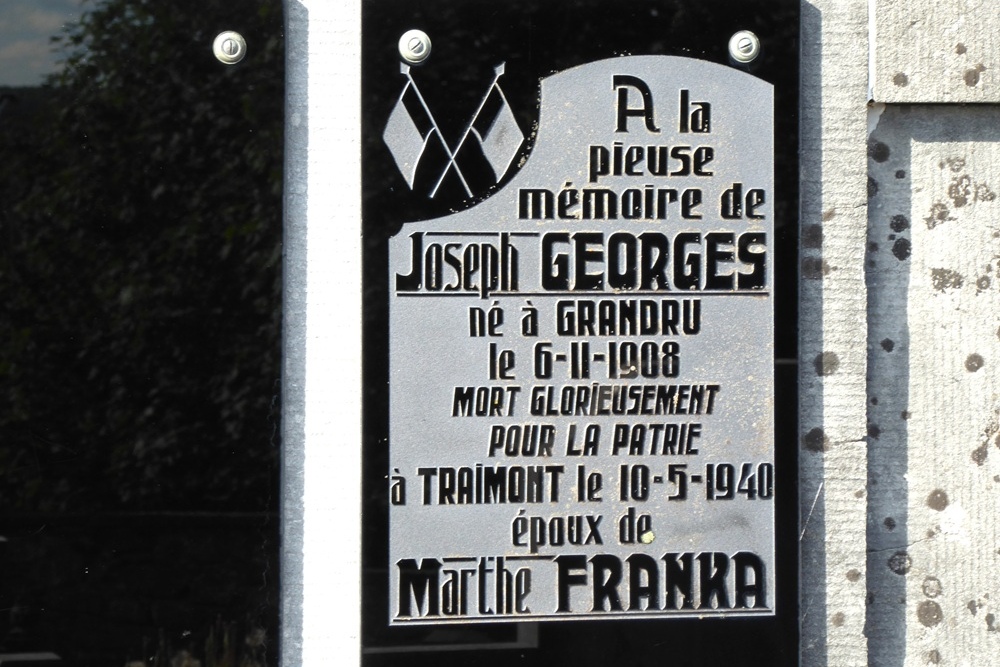 A la
pieuse
mémoire de
Joseph GEORGES
né à GRANDRU
le 6-11-1908
MORT GLORIEUSEMENT
POUR LA PATRIE
à TRAIMONT le 10-5-1940
époux de
Marthe FRANKA